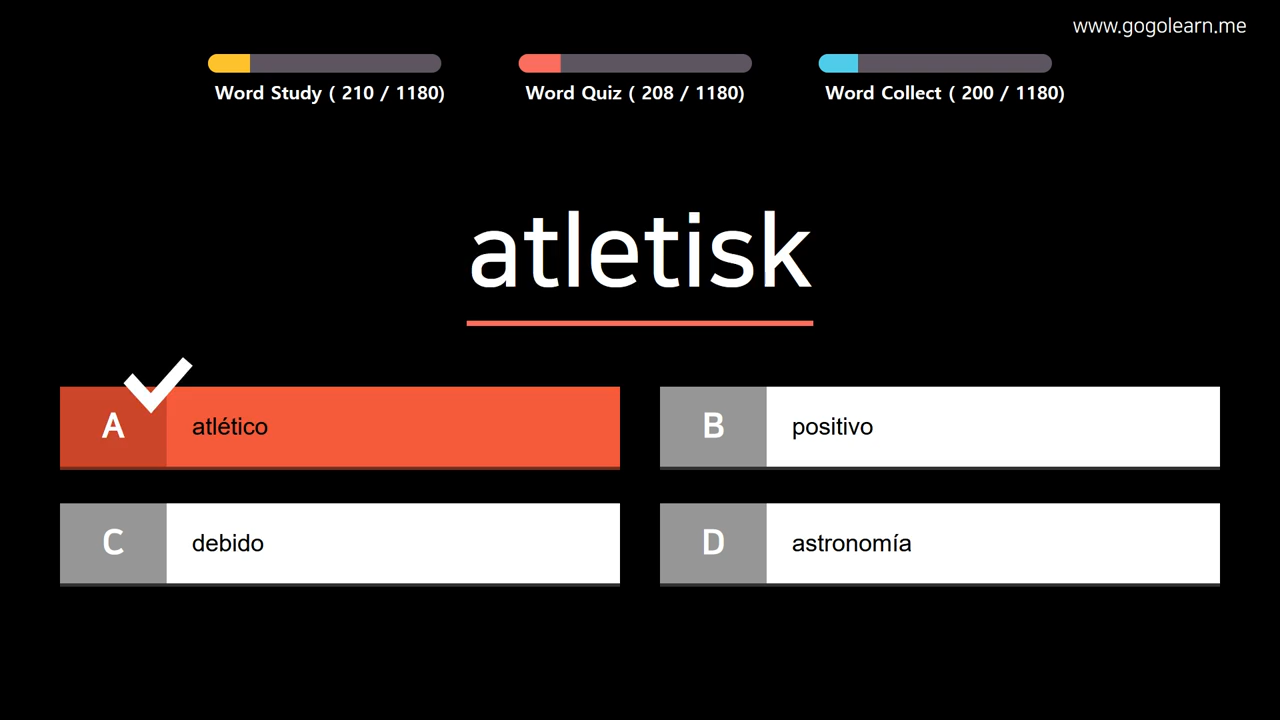 www.gogolearn.me
Word Study ( 210 / 1180)
Word Quiz ( 208 / 1180)
Word Collect ( 200 / 1180)
atletisk
A atlético
B positivo
C debido
D astronomía